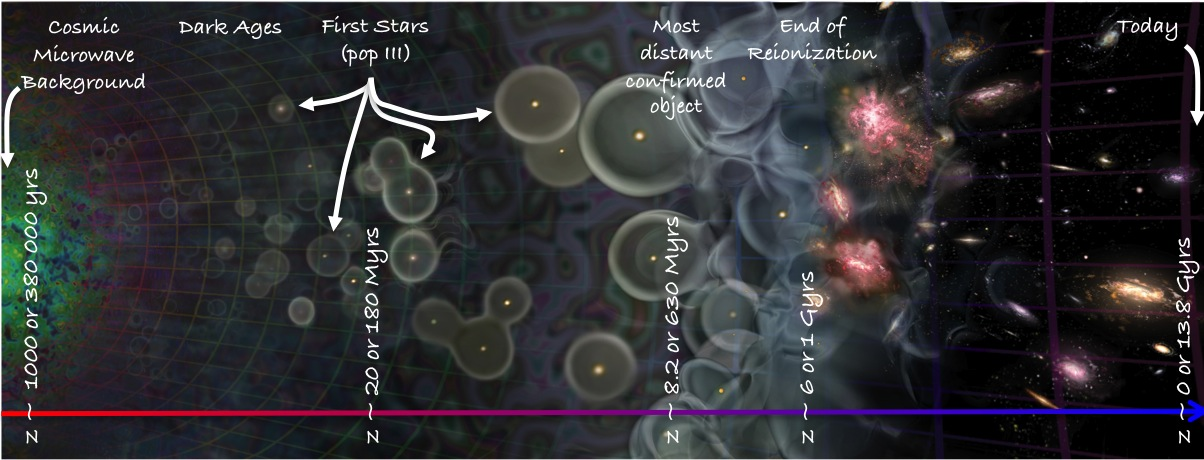 Cosmic
Microwave
Background
Dark Ages
First Stars
(pop III)
Most
distant
confirmed
object
End of
Reionization
Today
z ~ 1000 or 380 000 yrs
z ~ 20 or 180 Myrs
z ~ 8.2 or 630 Myrs
z ~ 6 or 1 Gyrs
z ~ 0 or 13.8 Gyrs